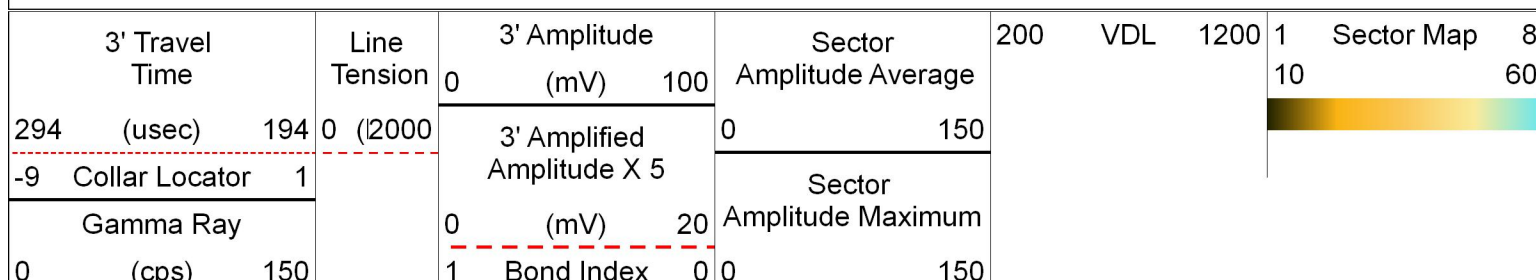 3' Travel
Time
294 (usec) 194
-9 Collar Locator 1
Gamma Ray
0 (cps) 150
Line
Tension
0 (l 2000
3' Amplitude
0 (mV) 100
3' Amplified
Amplitude X 5
0 (mV) 20
1 Bond Index 0
Sector
Amplitude Average
0 150
Sector
Amplitude Maximum
0 150
200 VDL 1200
1 Sector Map 8
10 60